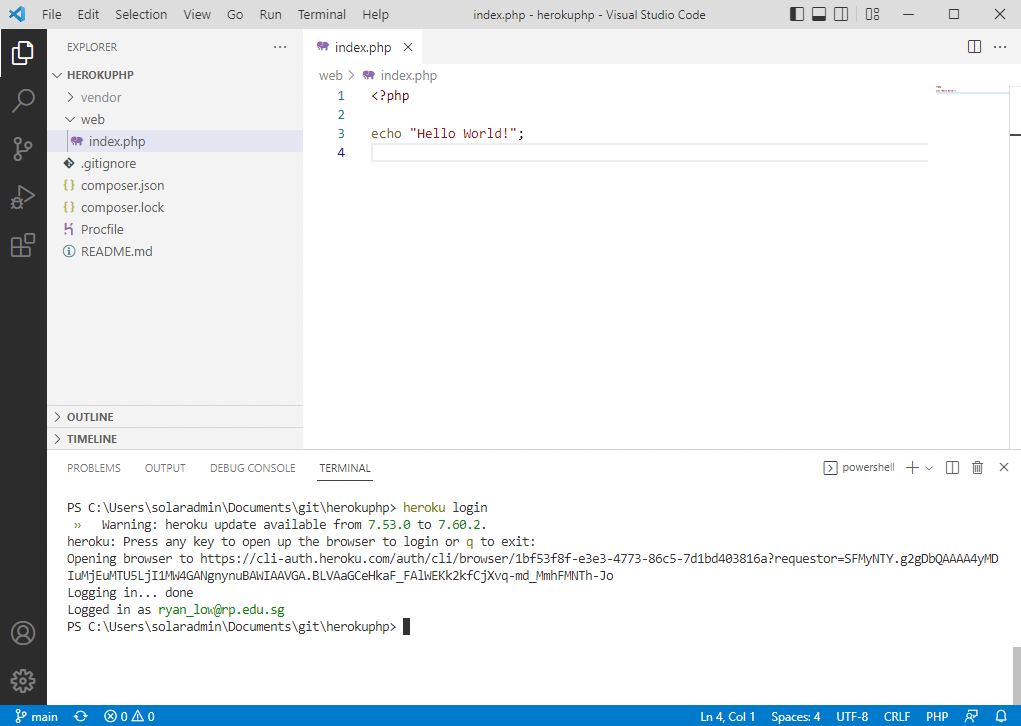 File Edit Selection View Go Run Terminal Help index.php - herokuphp - Visual Studio Code
EXPLORER
index.php
HEROKUPHP
web > index.php
vendor
web
index.php
.gitignore
composer.json
composer.lock
Procfile
README.md
1 <?php
2
3 echo "Hello World!";
4
OUTLINE
TIMELINE
PROBLEMS OUTPUT DEBUG CONSOLE TERMINAL powershell
PS C:\Users\solaradmin\Documents\git\herokuphp> heroku login
» Warning: heroku update available from 7.53.0 to 7.60.2.
heroku: Press any key to open up the browser to login or q to exit:
Opening browser to https://cli-auth.heroku.com/auth/cli/browser/1bf53f8f-e3e3-4773-86c5-7d1bd403816a?requestor=SFMyNTY.g2gDbQAAAA4yMD
IuMjEuMTU5LjI1MW4GANgnynuBAWIAAVGA.BLVAaGCeHkaF_FAlWEKk2kfCjXvq-md_MmhFMNTh-Jo
Logging in... done
Logged in as ryan_low@rp.edu.sg
PS C:\Users\solaradmin\Documents\git\herokuphp>
main 0 0 Ln 4, Col 1 Spaces: 4 UTF-8 CRLF PHP